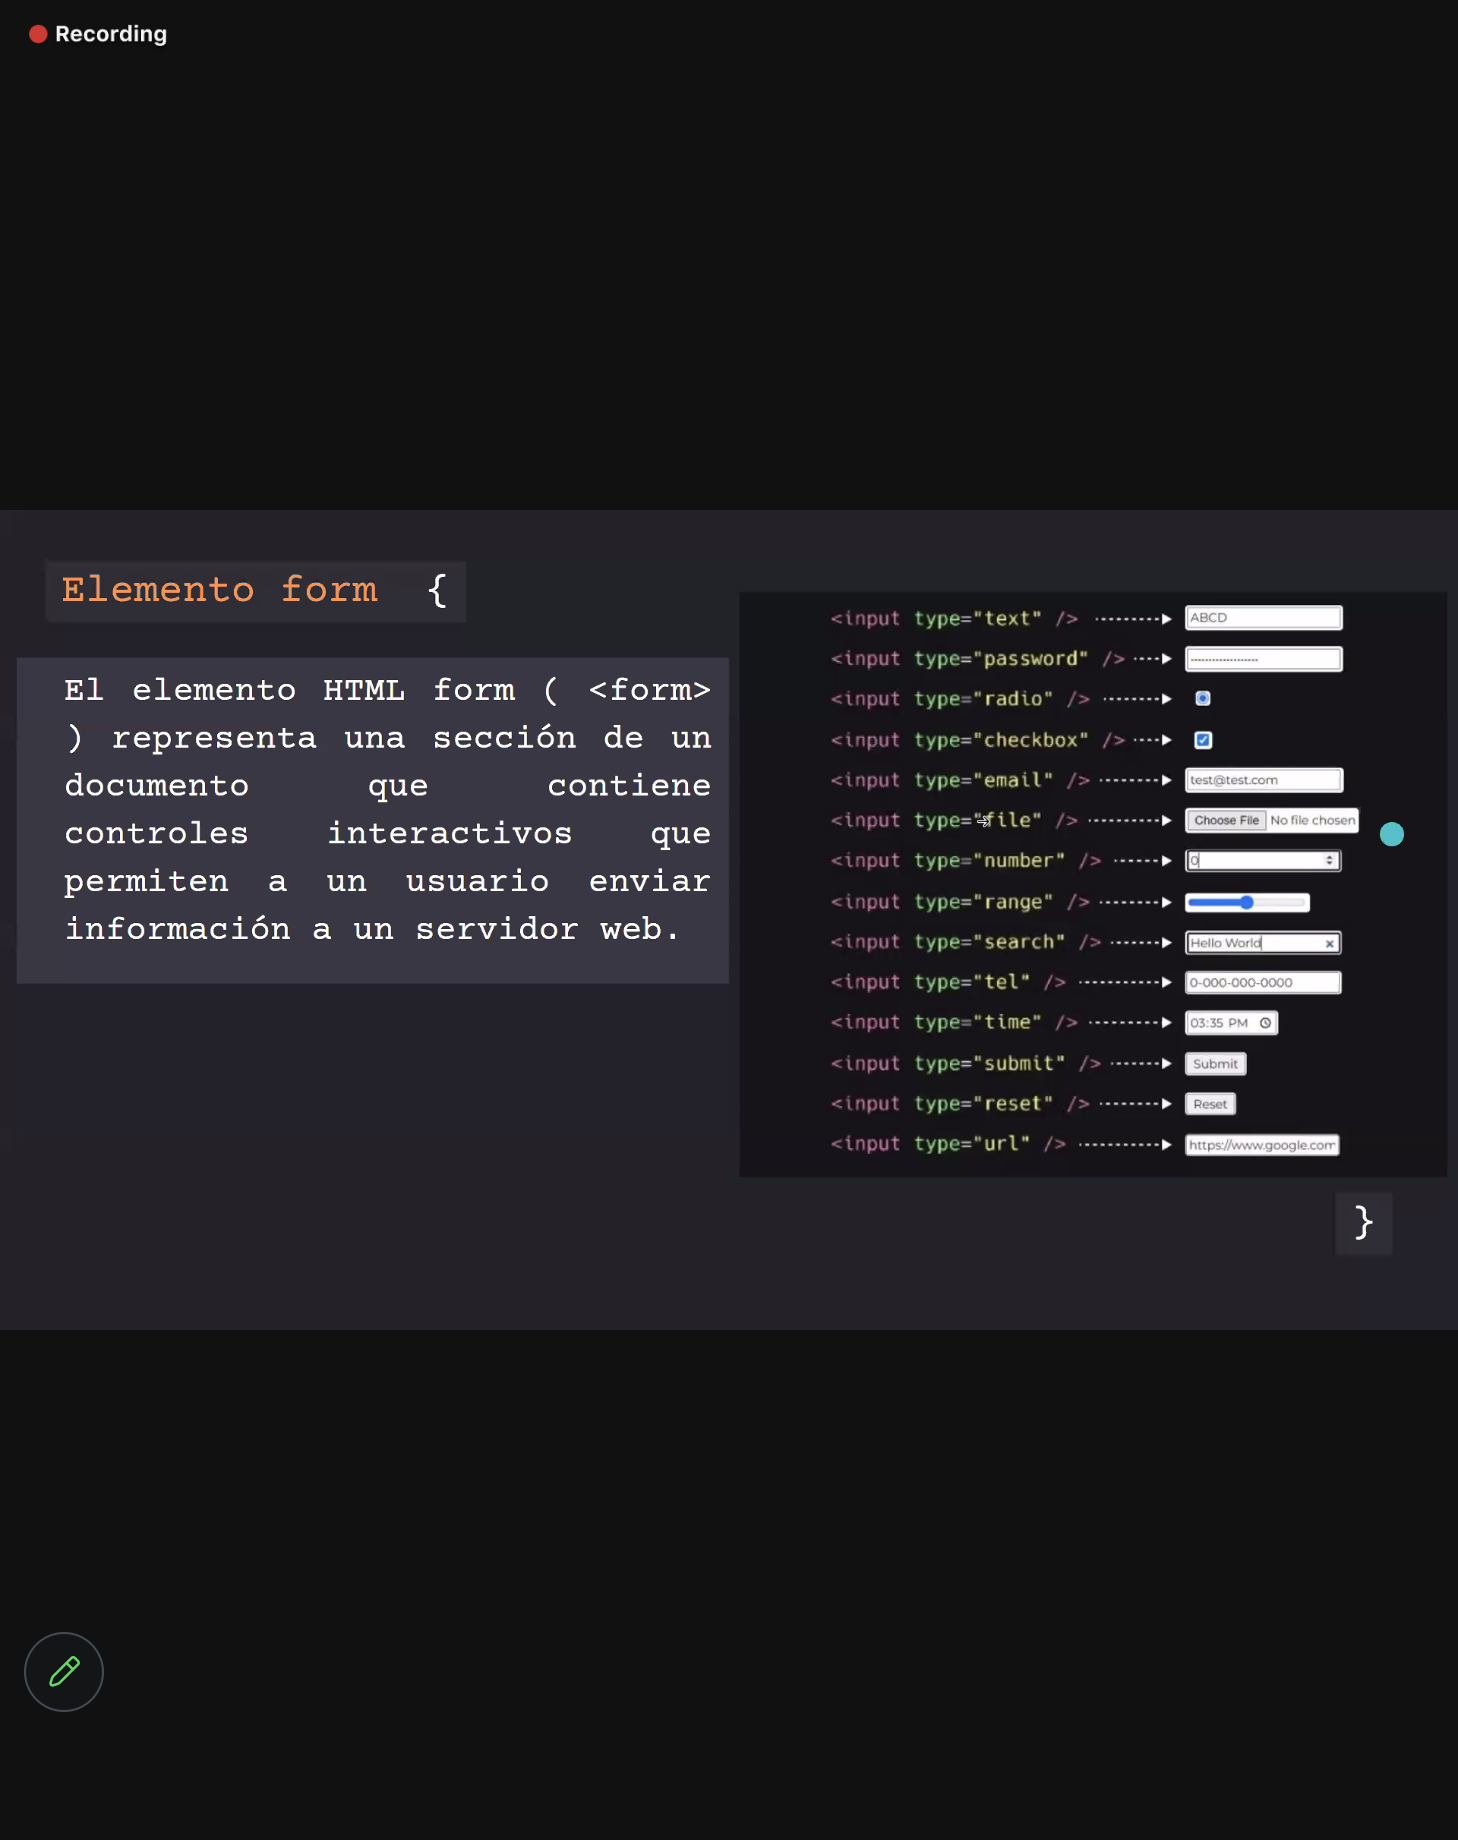 Recording
Elemento form {
El elemento HTML form ( <form>
) representa una sección de un
documento que contiene
controles interactivos que
permiten a un usuario enviar
información a un servidor web.
<input type="text" /> ABCD
<input type="password" />
<input type="radio" />
<input type="checkbox" />
<input type="email" /> test@test.com
<input type="file" /> Choose File No file chosen
<input type="number" /> 0
<input type="range" />
<input type="search" /> Hello World
<input type="tel" /> 0-000-000-0000
<input type="time" /> 03:35 PM
<input type="submit" /> Submit
<input type="reset" /> Reset
<input type="url" /> https://www.google.com
}